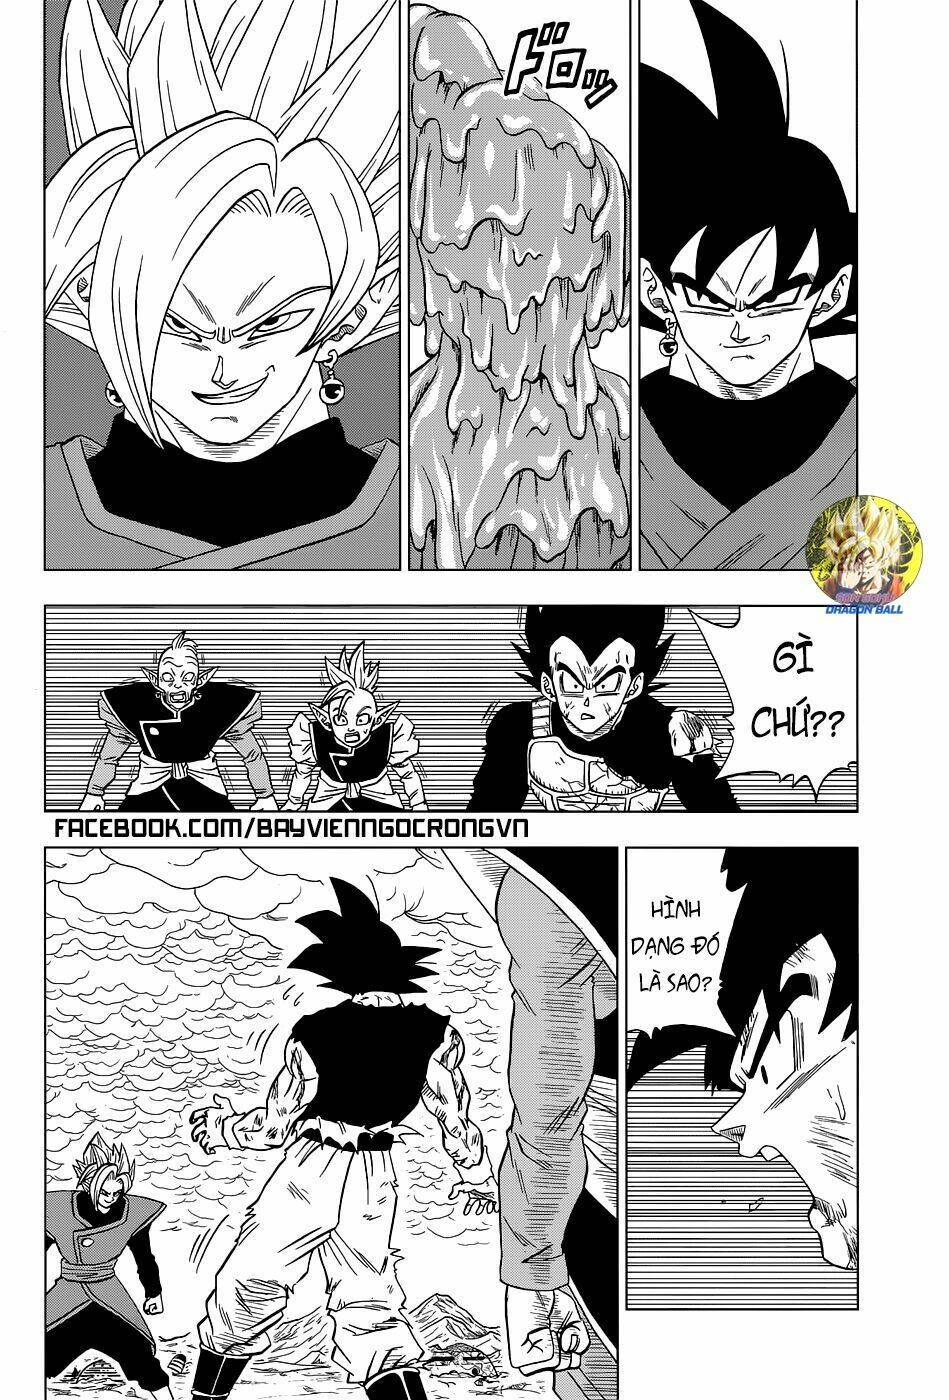 ドロッ
GÌ
CHỨ??
FACEBOOK.COM/BAYVIENNGOCRONGVN
HÌNH
DẠNG ĐÓ
LÀ SAO?
DRAGON BALL